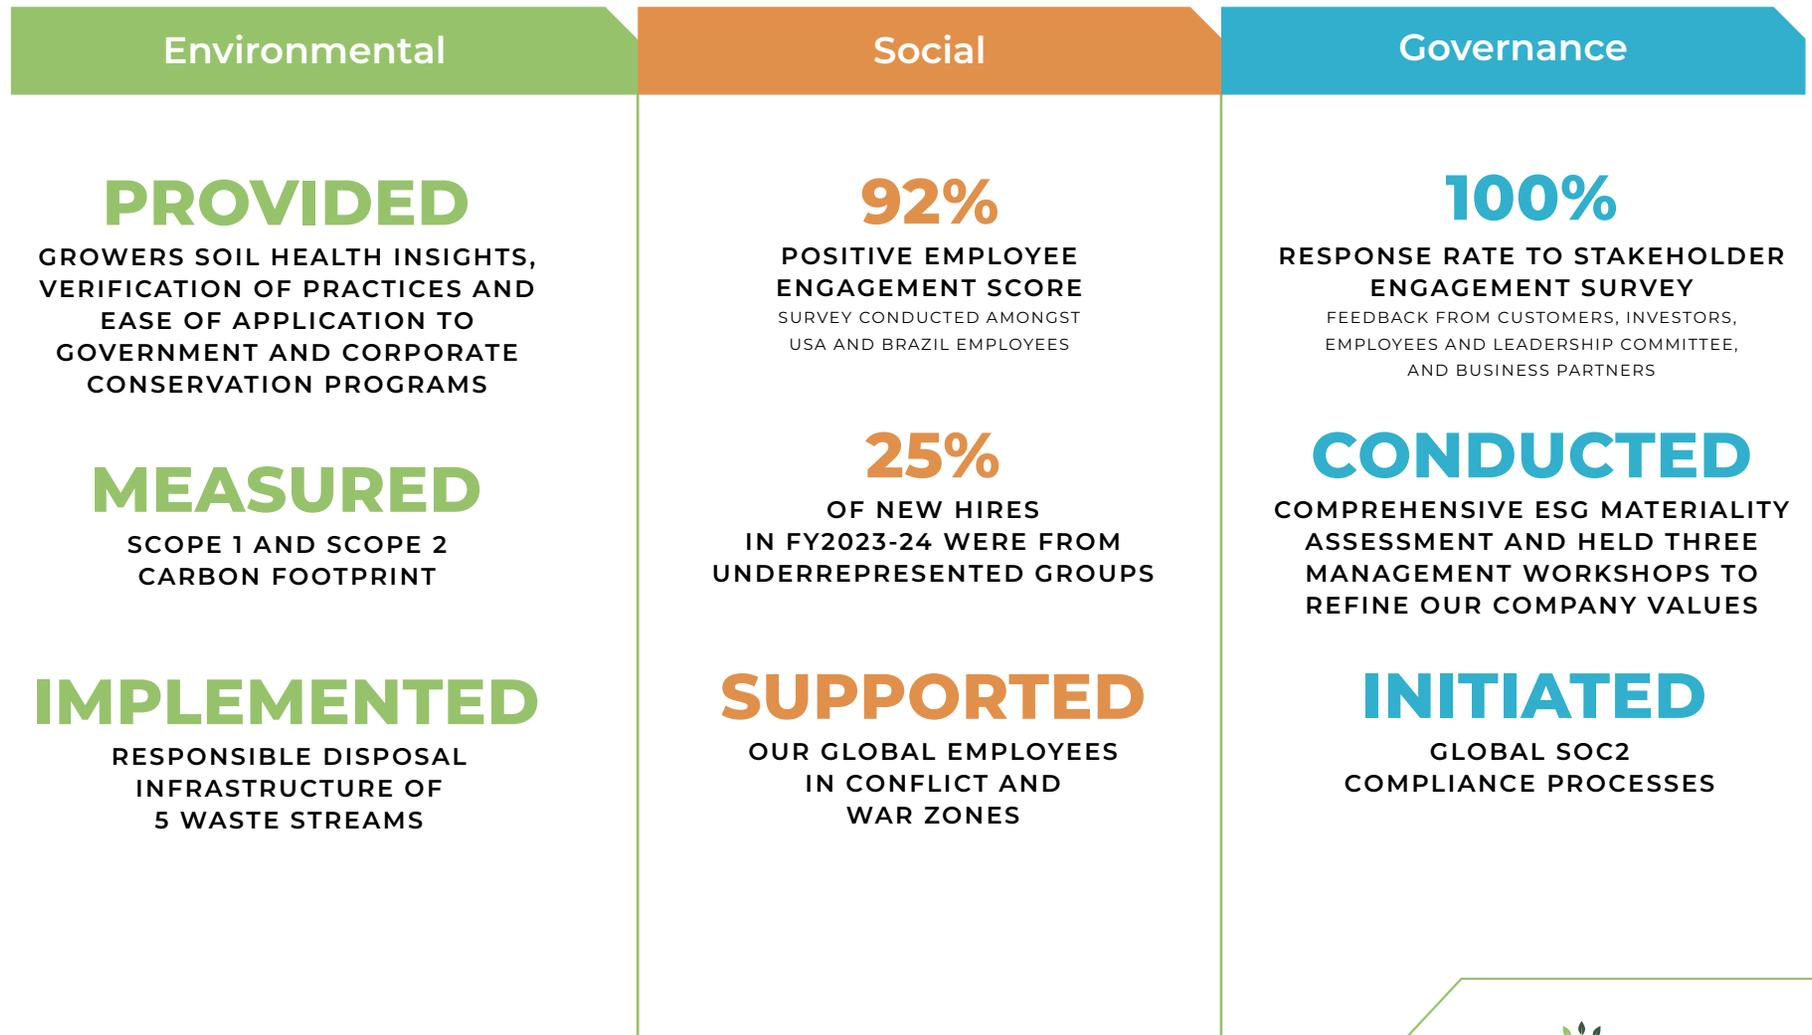 Environmental
PROVIDED
GROWERS SOIL HEALTH INSIGHTS,
VERIFICATION OF PRACTICES AND
EASE OF APPLICATION TO
GOVERNMENT AND CORPORATE
CONSERVATION PROGRAMS
MEASURED
SCOPE 1 AND SCOPE 2
CARBON FOOTPRINT
IMPLEMENTED
RESPONSIBLE DISPOSAL
INFRASTRUCTURE OF
5 WASTE STREAMS
Social
92%
POSITIVE EMPLOYEE
ENGAGEMENT SCORE
SURVEY CONDUCTED AMONGST
USA AND BRAZIL EMPLOYEES
25%
OF NEW HIRES
IN FY2023-24 WERE FROM
UNDERREPRESENTED GROUPS
SUPPORTED
OUR GLOBAL EMPLOYEES
IN CONFLICT AND
WAR ZONES
Governance
100%
RESPONSE RATE TO STAKEHOLDER
ENGAGEMENT SURVEY
FEEDBACK FROM CUSTOMERS, INVESTORS,
EMPLOYEES AND LEADERSHIP COMMITTEE,
AND BUSINESS PARTNERS
CONDUCTED
COMPREHENSIVE ESG MATERIALITY
ASSESSMENT AND HELD THREE
MANAGEMENT WORKSHOPS TO
REFINE OUR COMPANY VALUES
INITIATED
GLOBAL SOC2
COMPLIANCE PROCESSES